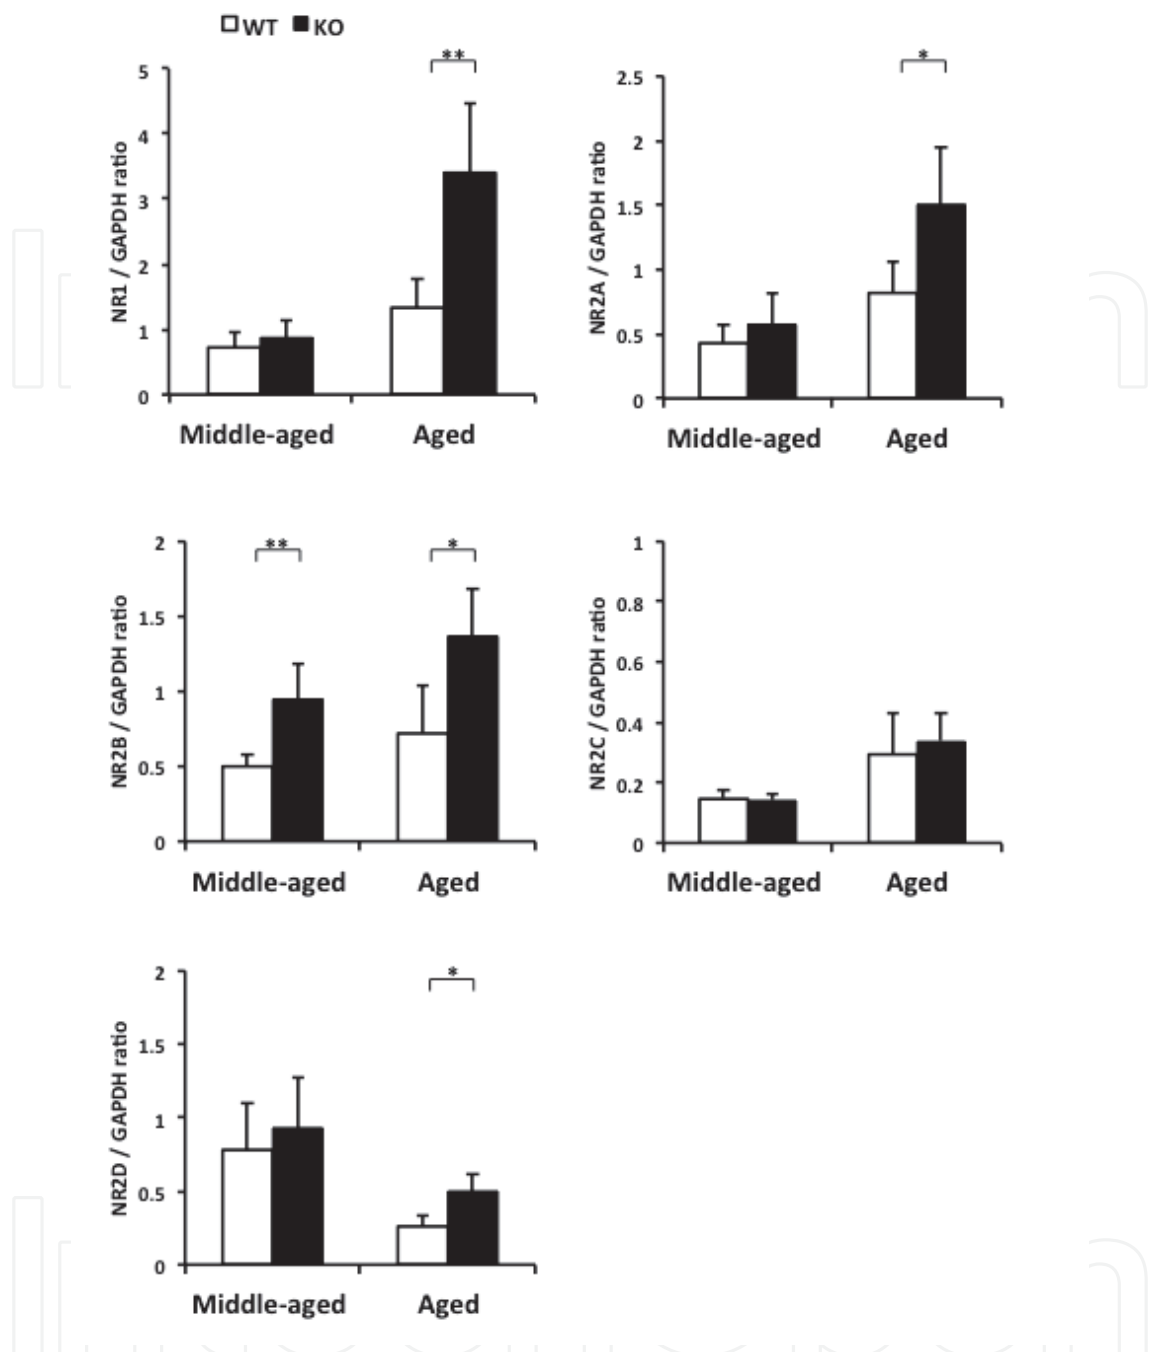 WT KO
**
5
4
3
2
1
0
NR1 / GAPDH ratio
Middle-aged Aged
*
2.5
2
1.5
1
0.5
0
NR2A / GAPDH ratio
Middle-aged Aged
** *
2
1.5
1
0.5
0
NR2B / GAPDH ratio
Middle-aged Aged
1
0.8
0.6
0.4
0.2
0
NR2C / GAPDH ratio
Middle-aged Aged
*
2
1.5
1
0.5
0
NR2D / GAPDH ratio
Middle-aged Aged